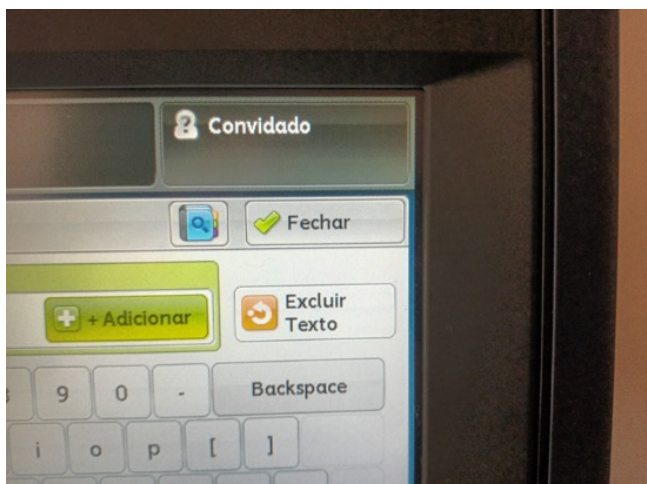 Convidado
Fechar
+ Adicionar
Excluir
Texto
9 0 - Backspace
i o p [ ]